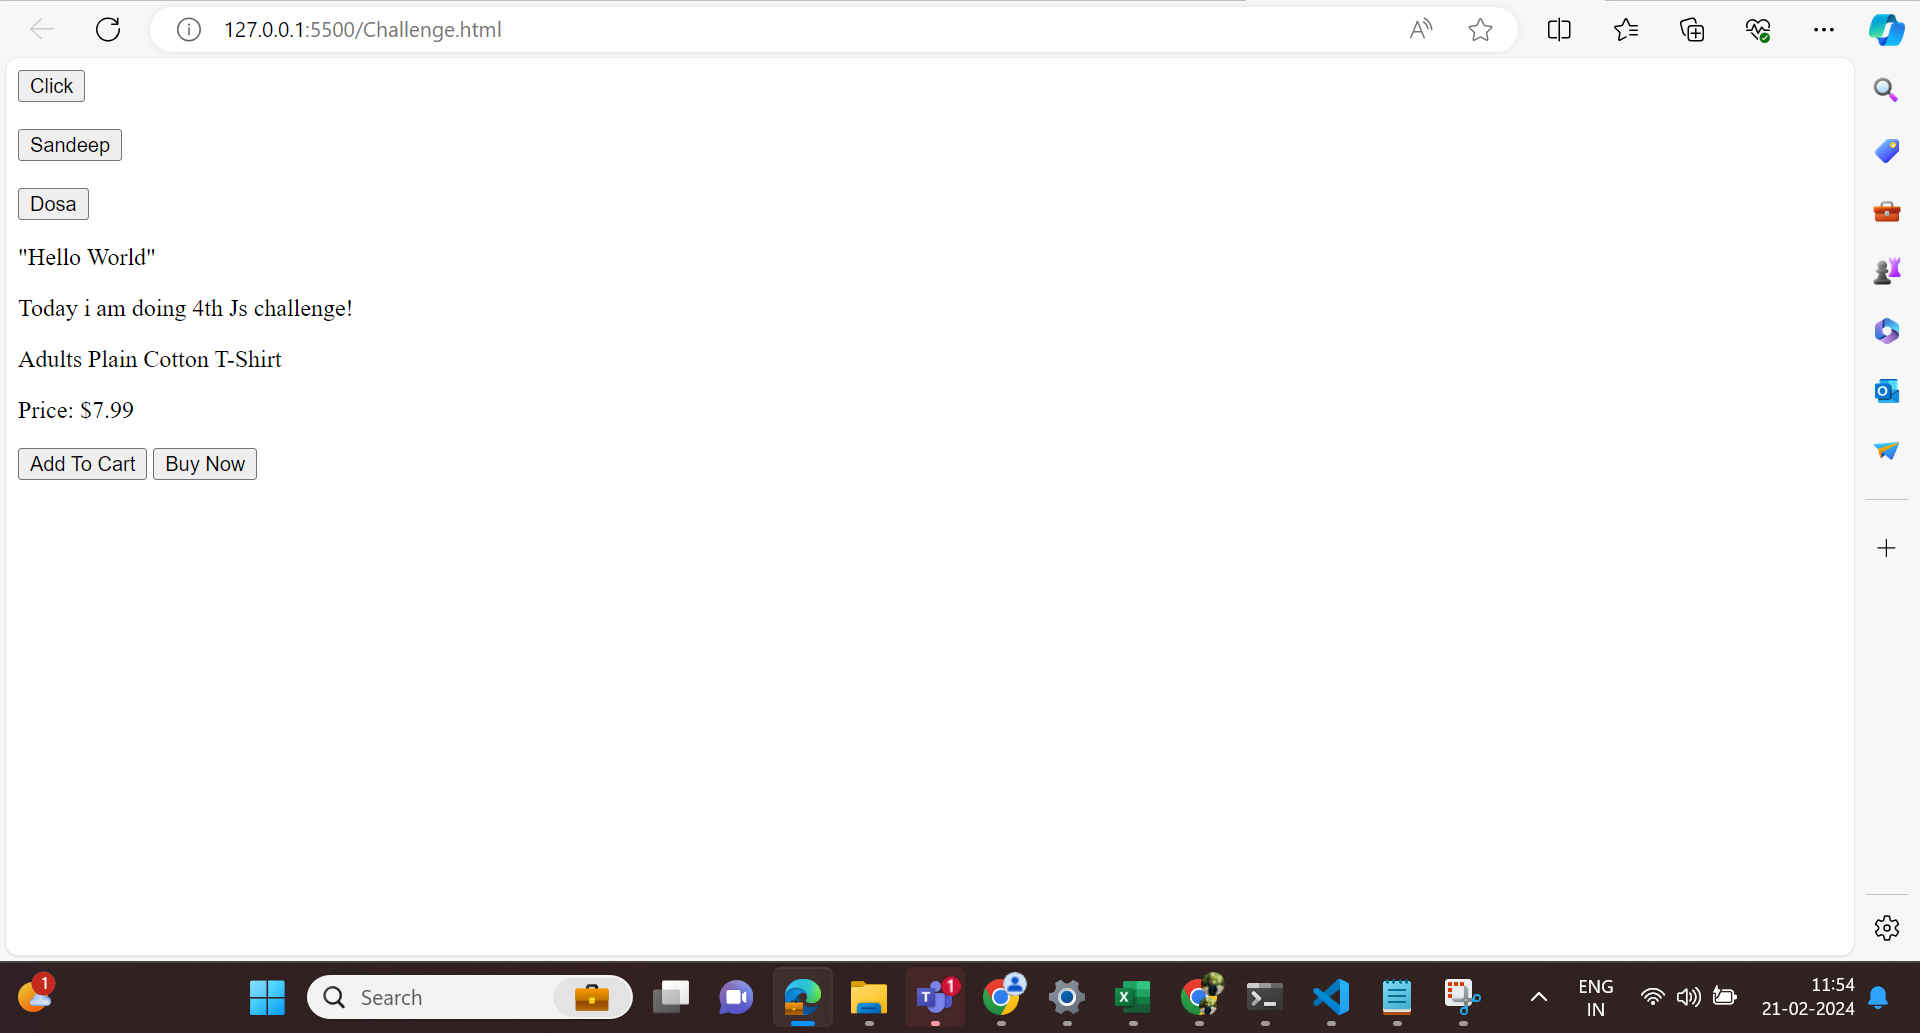 127.0.0.1:5500/Challenge.html
Click
Sandeep
Dosa
"Hello World"
Today i am doing 4th Js challenge!
Adults Plain Cotton T-Shirt
Price: $7.99
Add To Cart Buy Now
1
Search
1
ENG
IN
11:54
21-02-2024